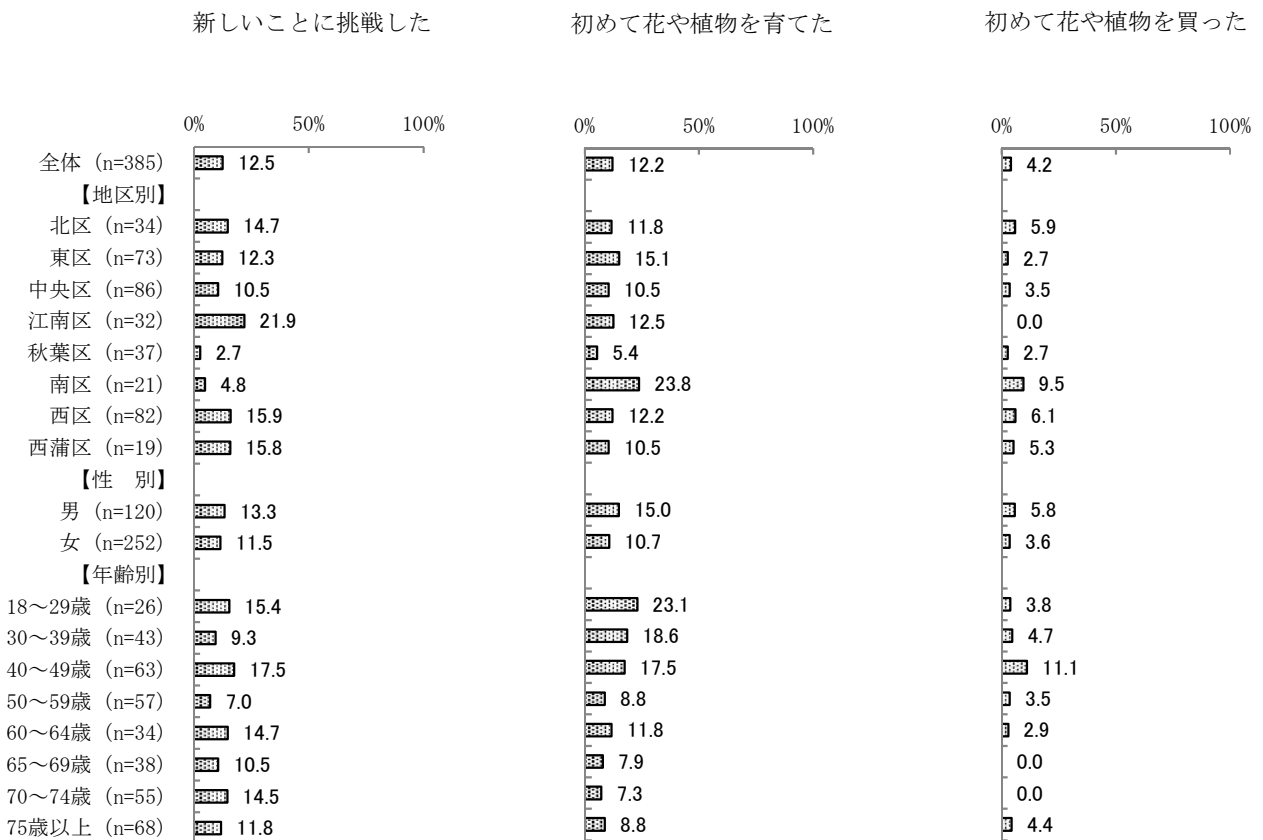 新しいことに挑戦した 初めて花や植物を育てた 初めて花や植物を買った
0% 50% 100% 0% 50% 100% 0% 50% 100%
全体 (n=385) 12.5 12.2 4.2
【地区別】
北区 (n=34) 14.7 11.8 5.9
東区 (n=73) 12.3 15.1 2.7
中央区 (n=86) 10.5 10.5 3.5
江南区 (n=32) 21.9 12.5 0.0
秋葉区 (n=37) 2.7 5.4 2.7
南区 (n=21) 4.8 23.8 9.5
西区 (n=82) 15.9 12.2 6.1
西蒲区 (n=19) 15.8 10.5 5.3
【性　別】
男 (n=120) 13.3 15.0 5.8
女 (n=252) 11.5 10.7 3.6
【年齢別】
18～29歳 (n=26) 15.4 23.1 3.8
30～39歳 (n=43) 9.3 18.6 4.7
40～49歳 (n=63) 17.5 17.5 11.1
50～59歳 (n=57) 7.0 8.8 3.5
60～64歳 (n=34) 14.7 11.8 2.9
65～69歳 (n=38) 10.5 7.9 0.0
70～74歳 (n=55) 14.5 7.3 0.0
75歳以上 (n=68) 11.8 8.8 4.4